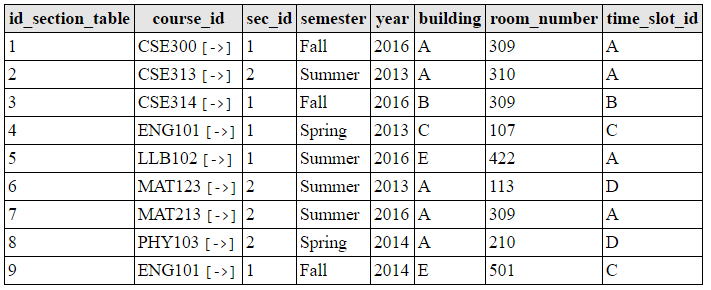 id_section_table course_id sec_id semester year building room_number time_slot_id
1 CSE300 [->] 1 Fall 2016 A 309 A
2 CSE313 [->] 2 Summer 2013 A 310 A
3 CSE314 [->] 1 Fall 2016 B 309 B
4 ENG101 [->] 1 Spring 2013 C 107 C
5 LLB102 [->] 1 Summer 2016 E 422 A
6 MAT123 [->] 2 Summer 2013 A 113 D
7 MAT213 [->] 2 Summer 2016 A 309 A
8 PHY103 [->] 2 Spring 2014 A 210 D
9 ENG101 [->] 1 Fall 2014 E 501 C